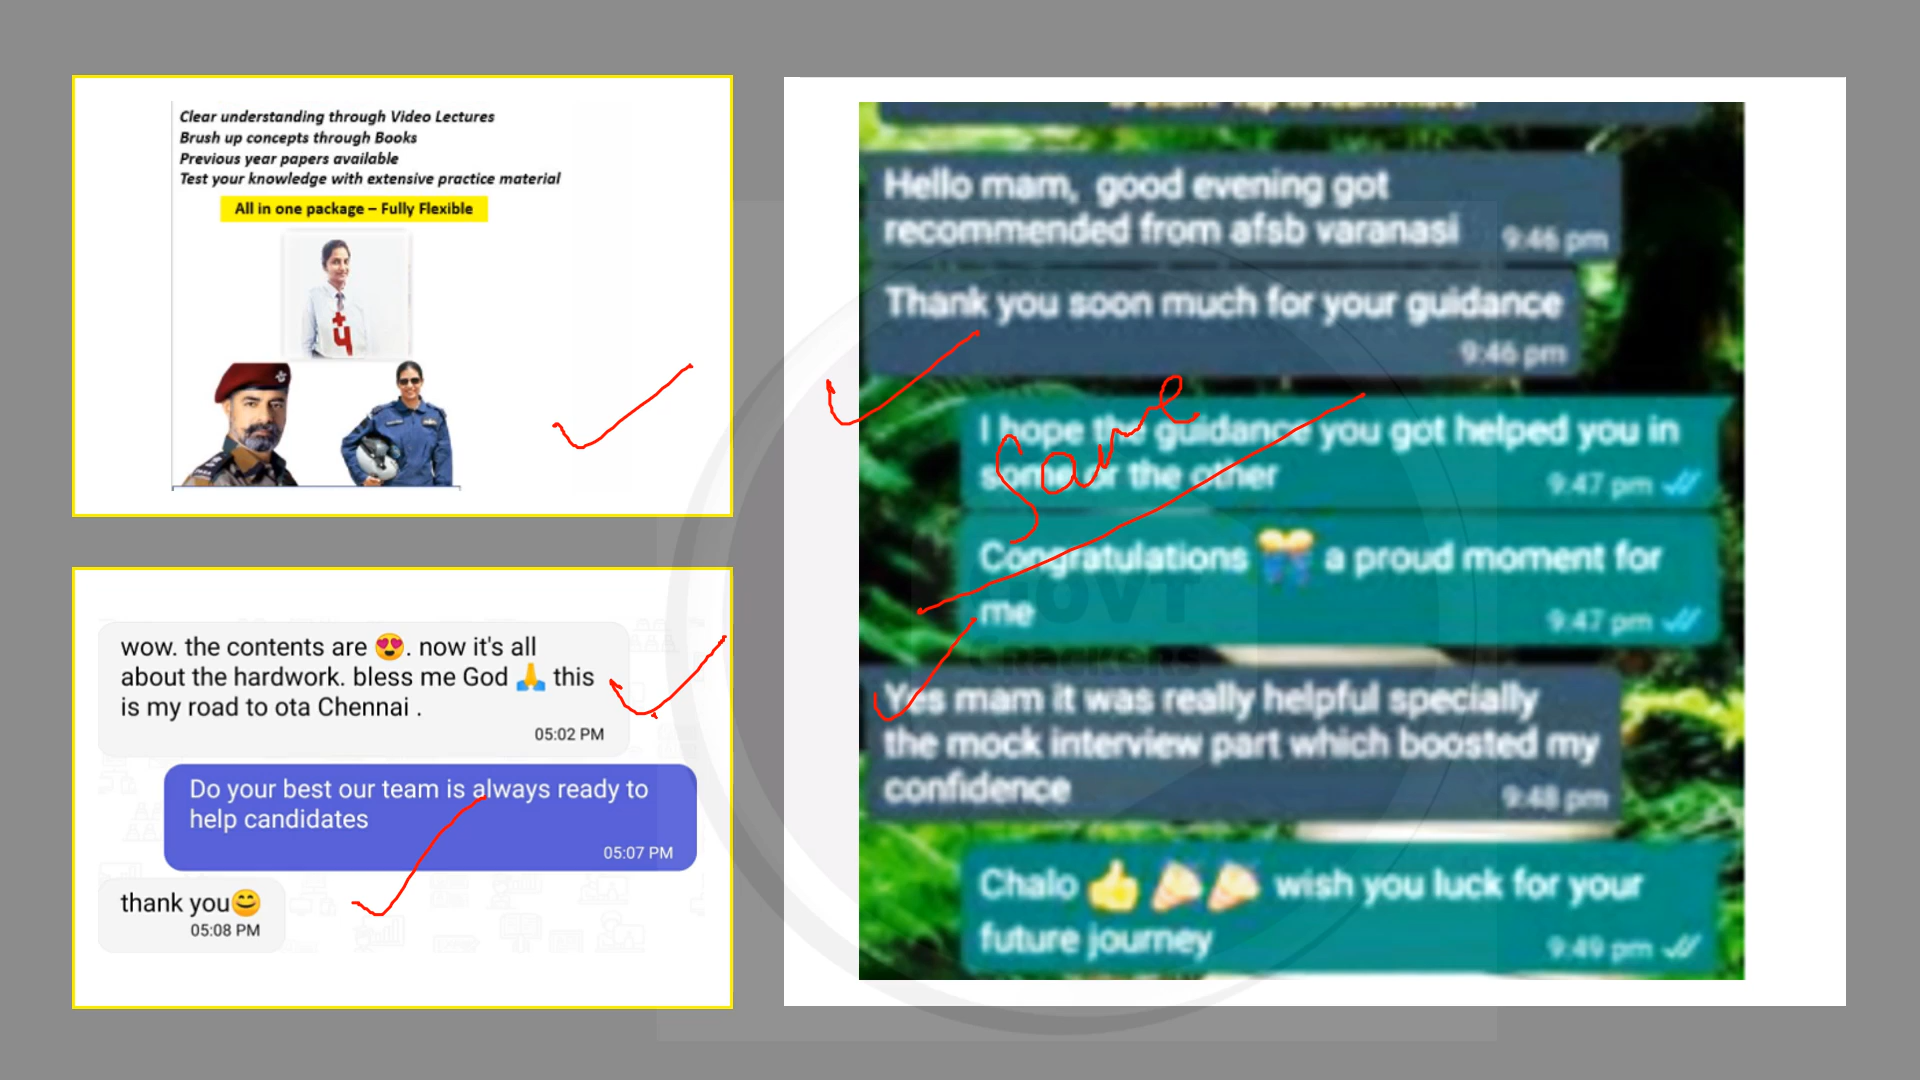 Clear understanding through Video Lectures
Brush up concepts through Books
Previous year papers available
Test your knowledge with extensive practice material
All in one package – Fully Flexible
wow. the contents are 😍. now it's all
about the hardwork. bless me God 🙏 this
is my road to ota Chennai .
05:02 PM
Do your best our team is always ready to
help candidates
05:07 PM
thank you😊
05:08 PM
Hello mam, good evening got
recommended from afsb varanasi
9:46 pm
Thank you soon much for your guidance
9:46 pm
I hope the guidance you got helped you in
some or the other
9:47 pm
Congratulations 🎊 a proud moment for
me
9:47 pm
Yes mam it was really helpful specially
the mock interview part which boosted my
confidence
9:48 pm
Chalo 👍🎉🎉 wish you luck for your
future journey
9:49 pm
CRACKERS